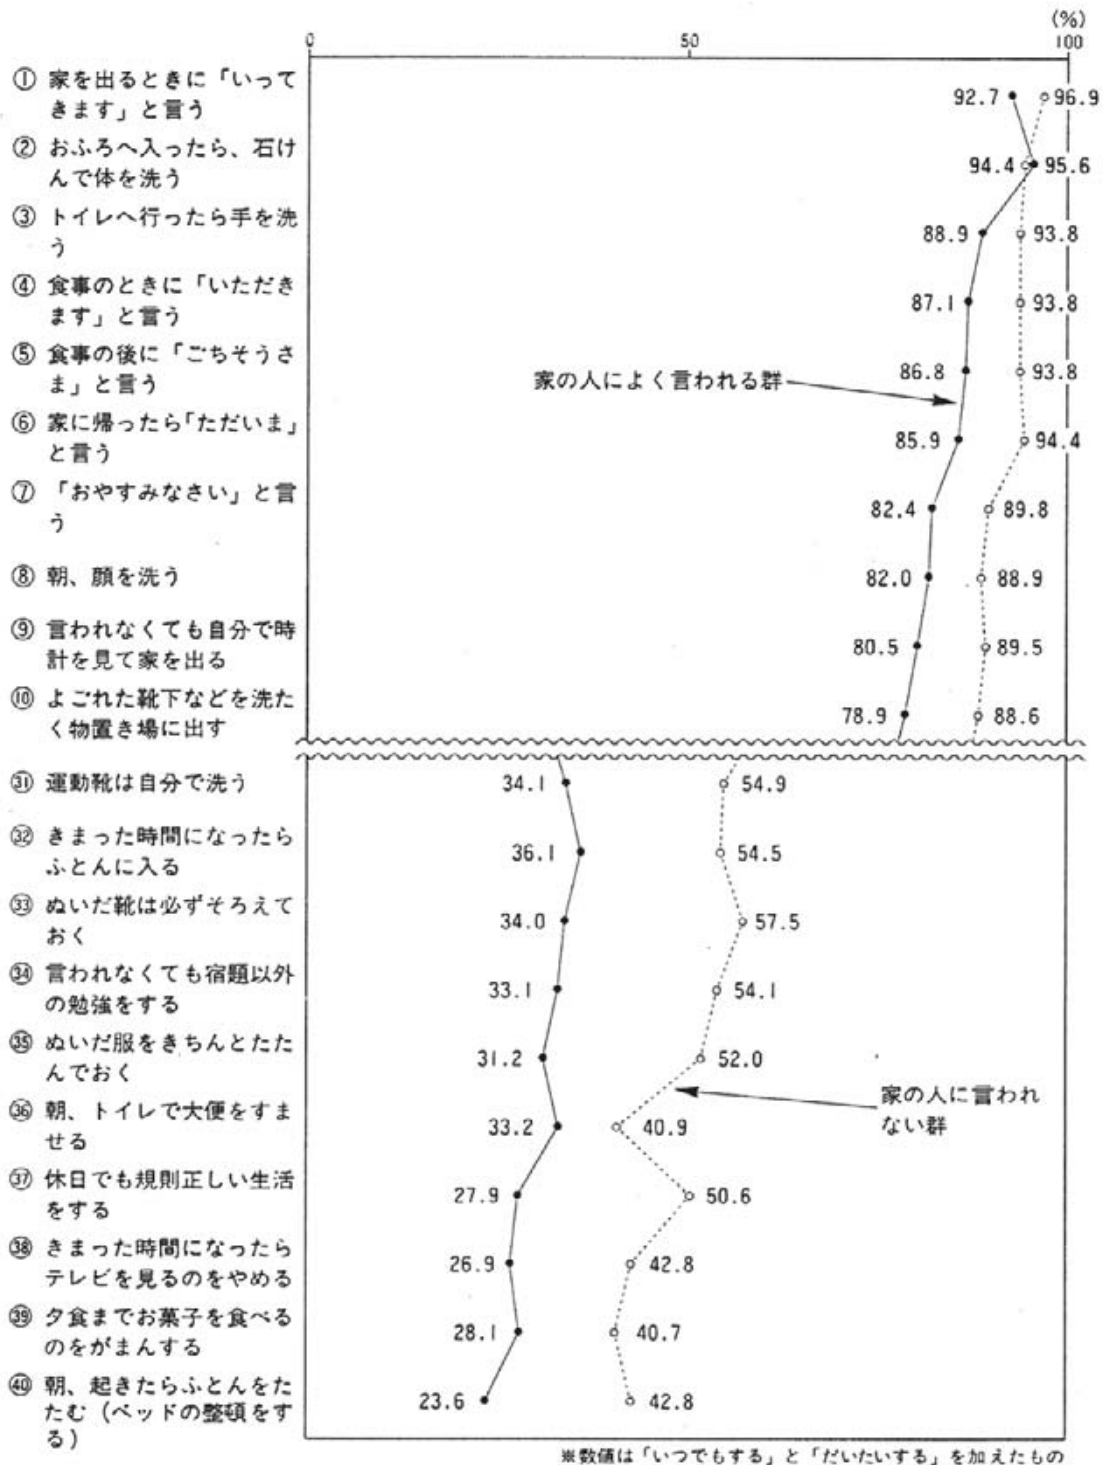 (%)
0 50 100
① 家を出るときに「いって
きます」と言う
92.7 96.9
② おふろへ入ったら、石け
んで体を洗う
94.4 95.6
③ トイレへ行ったら手を洗
う
88.9 93.8
④ 食事のときに「いただき
ます」と言う
87.1 93.8
⑤ 食事の後に「ごちそうさ
ま」と言う
86.8 93.8
家の人によく言われる群
⑥ 家に帰ったら「ただいま」
と言う
85.9 94.4
⑦ 「おやすみなさい」と言
う
82.4 89.8
⑧ 朝、顔を洗う
82.0 88.9
⑨ 言われなくても自分で時
計を見て家を出る
80.5 89.5
⑩ よごれた靴下などを洗た
く物置き場に出す
78.9 88.6
㉛ 運動靴は自分で洗う
34.1 54.9
㉜ きまった時間になったら
ふとんに入る
36.1 54.5
㉝ ぬいだ靴は必ずそろえて
おく
34.0 57.5
㉞ 言われなくても宿題以外
の勉強をする
33.1 54.1
㉟ ぬいだ服をきちんとたた
んでおく
31.2 52.0
家の人に言われ
ない群
㊱ 朝、トイレで大便をすま
せる
33.2 40.9
㊲ 休日でも規則正しい生活
をする
27.9 50.6
㊳ きまった時間になったら
テレビを見るのをやめる
26.9 42.8
㊴ 夕食までお菓子を食べる
のをがまんする
28.1 40.7
㊵ 朝、起きたらふとんをた
たむ（ベッドの整頓をす
る）
23.6 42.8
※数値は「いつでもする」と「だいたいする」を加えたもの